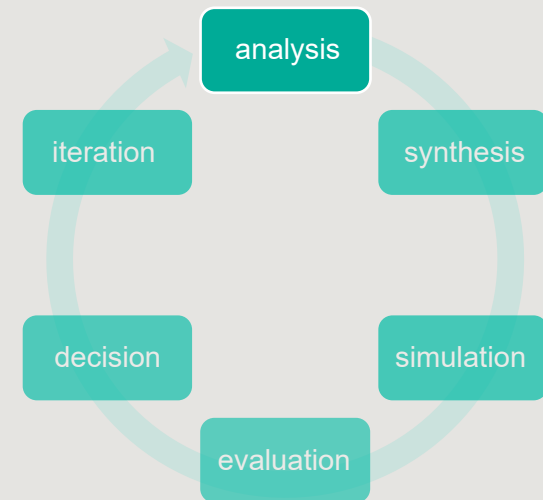 analysis
synthesis
simulation
evaluation
decision
iteration